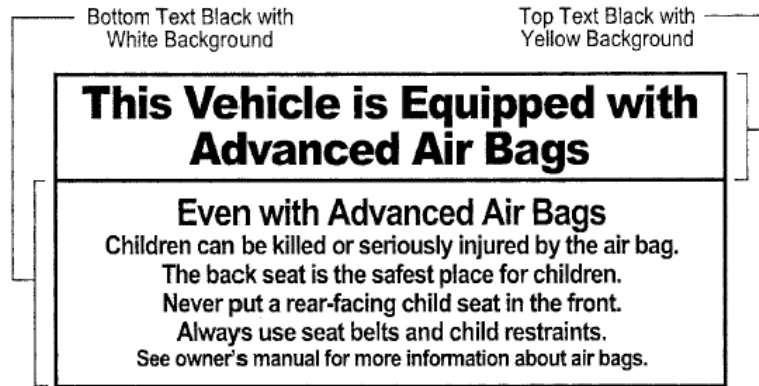 Bottom Text Black with
White Background
Top Text Black with
Yellow Background
This Vehicle is Equipped with
Advanced Air Bags
Even with Advanced Air Bags
Children can be killed or seriously injured by the air bag.
The back seat is the safest place for children.
Never put a rear-facing child seat in the front.
Always use seat belts and child restraints.
See owner's manual for more information about air bags.